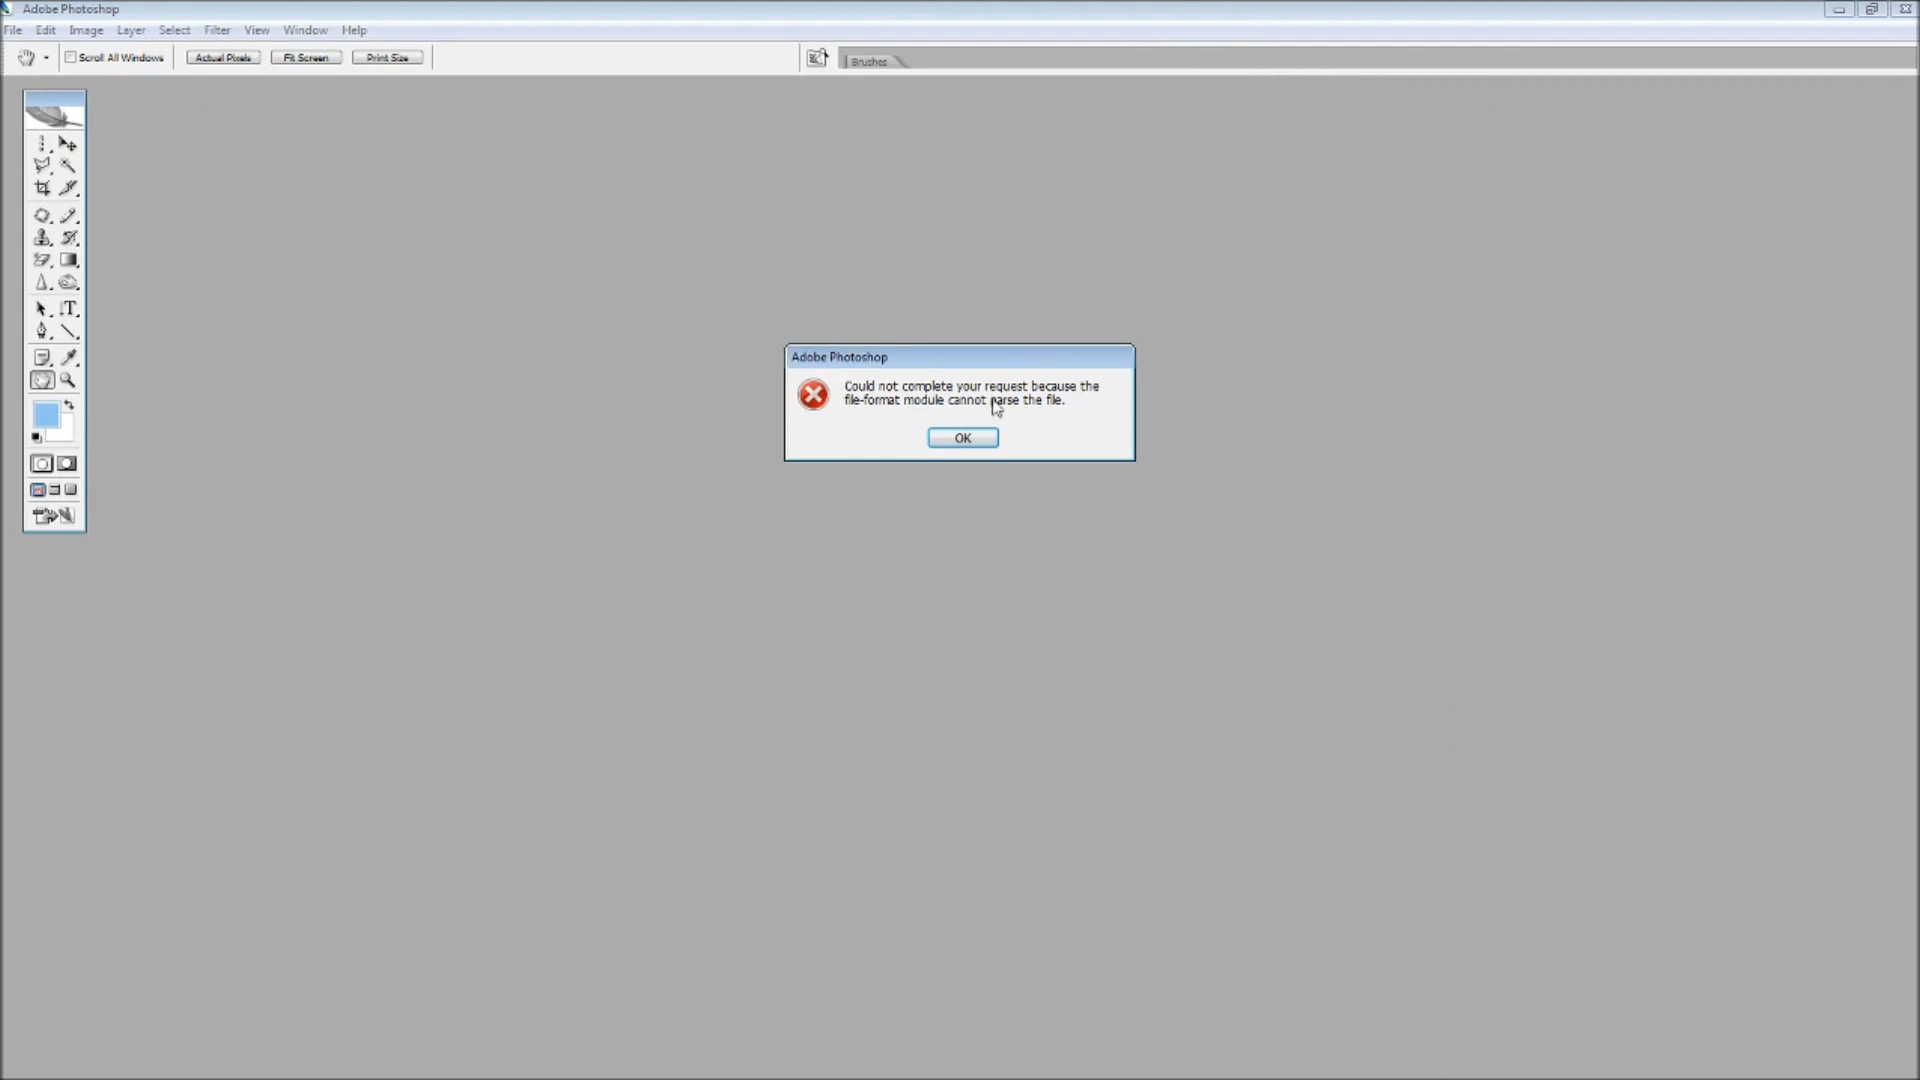 Adobe Photoshop
File Edit Image Layer Select Filter View Window Help
Scroll All Windows Actual Pixels Fit Screen Print Size Brushes
T
Adobe Photoshop
Could not complete your request because the
file-format module cannot parse the file.
OK